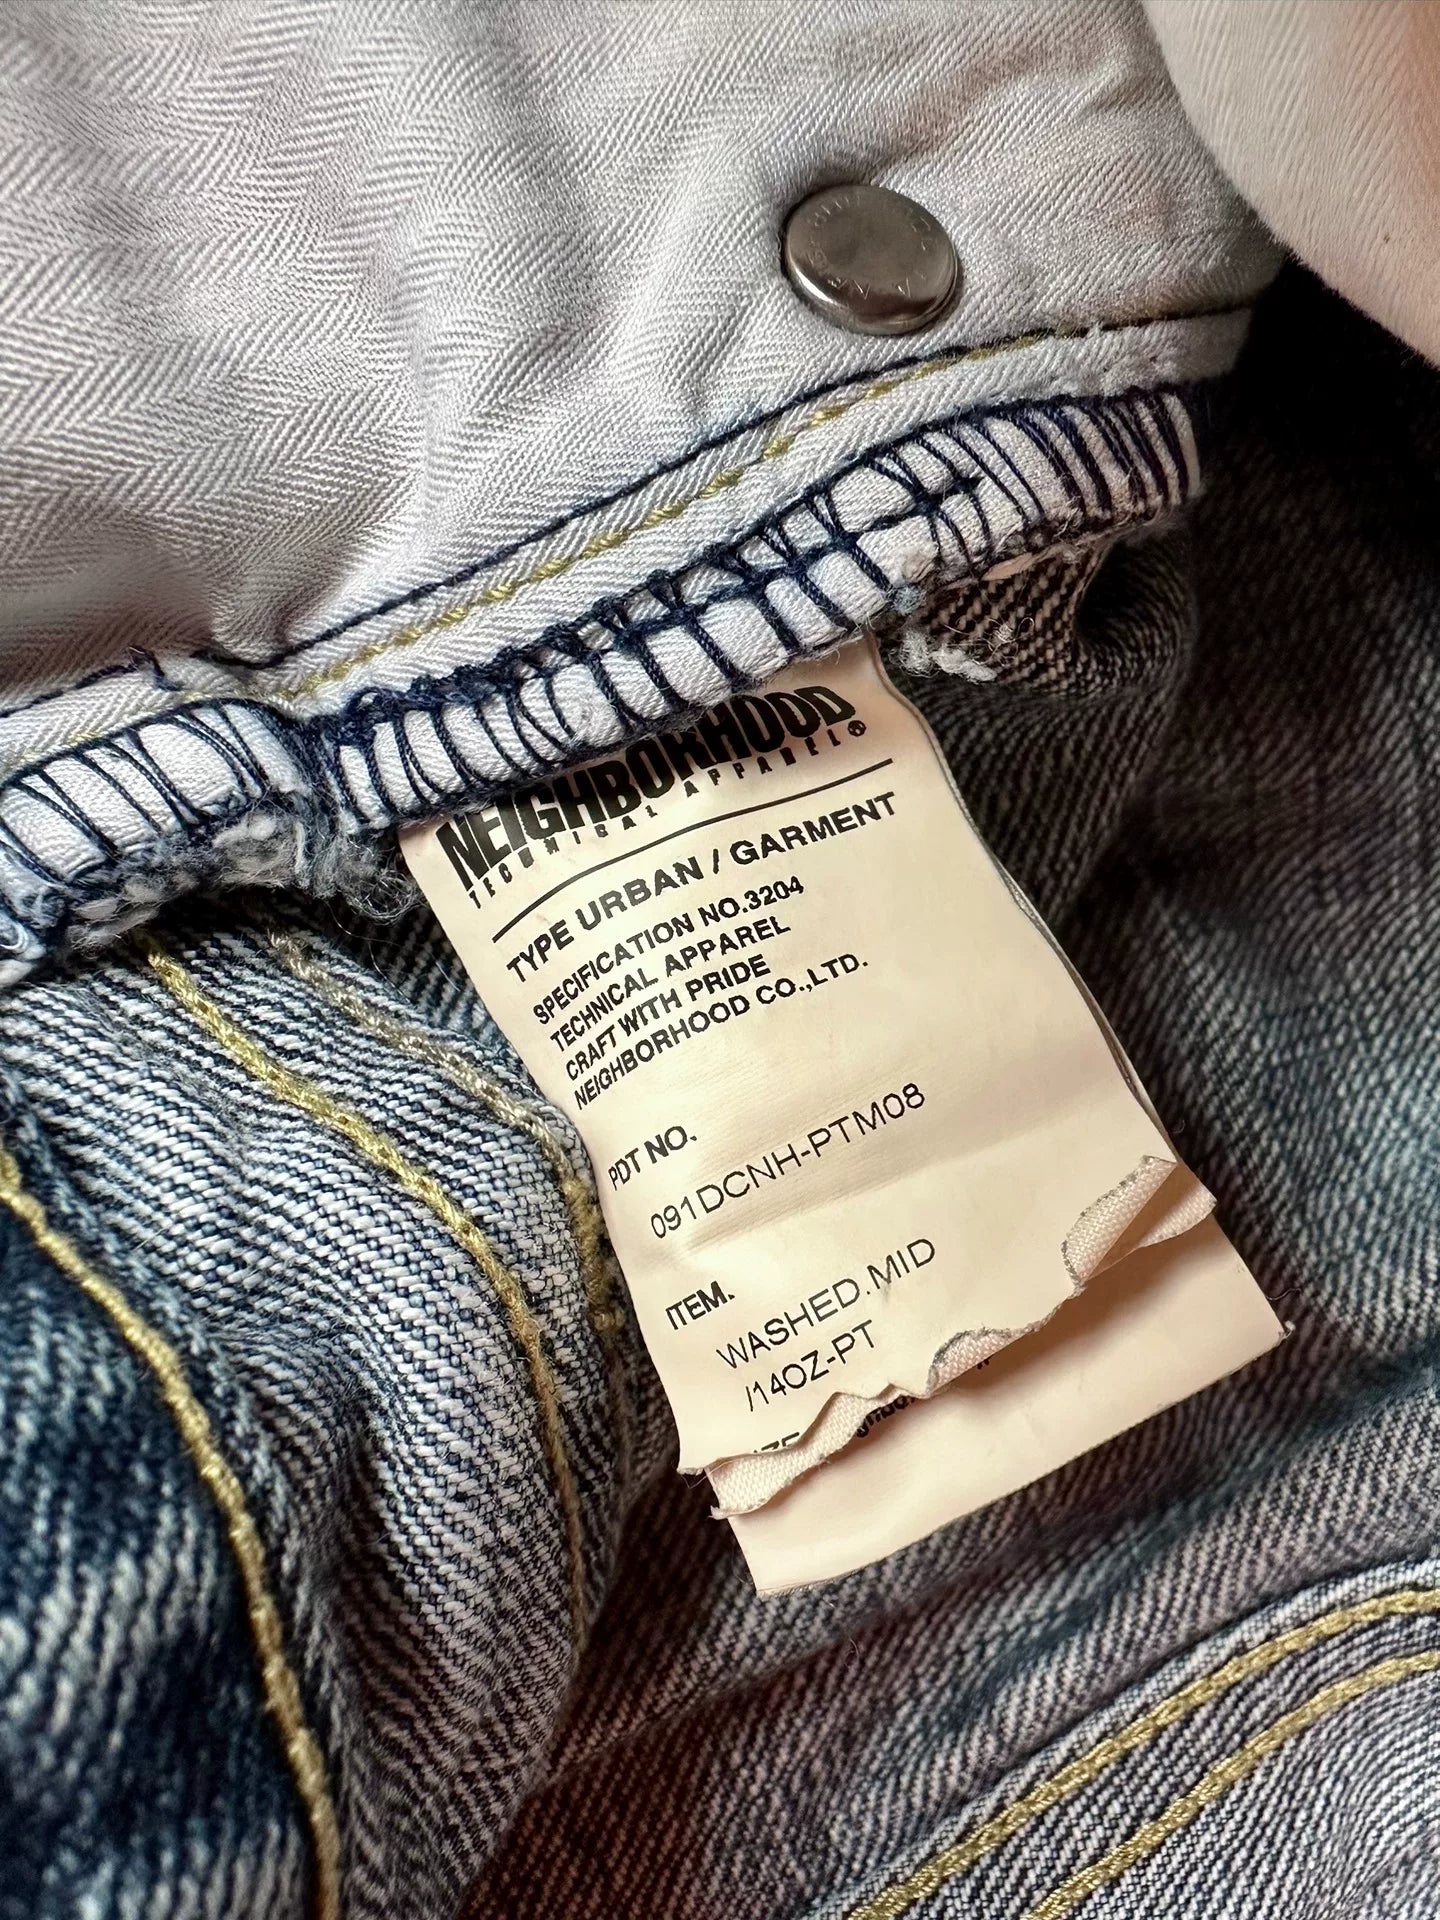 NEIGHBORHOOD
TECHNICAL APPAREL®
TYPE URBAN / GARMENT
SPECIFICATION NO.3204
TECHNICAL APPAREL
CRAFT WITH PRIDE
NEIGHBORHOOD CO.,LTD.
PDT NO.
091DCNH-PTM08
ITEM.
WASHED.MID
/14OZ-PT